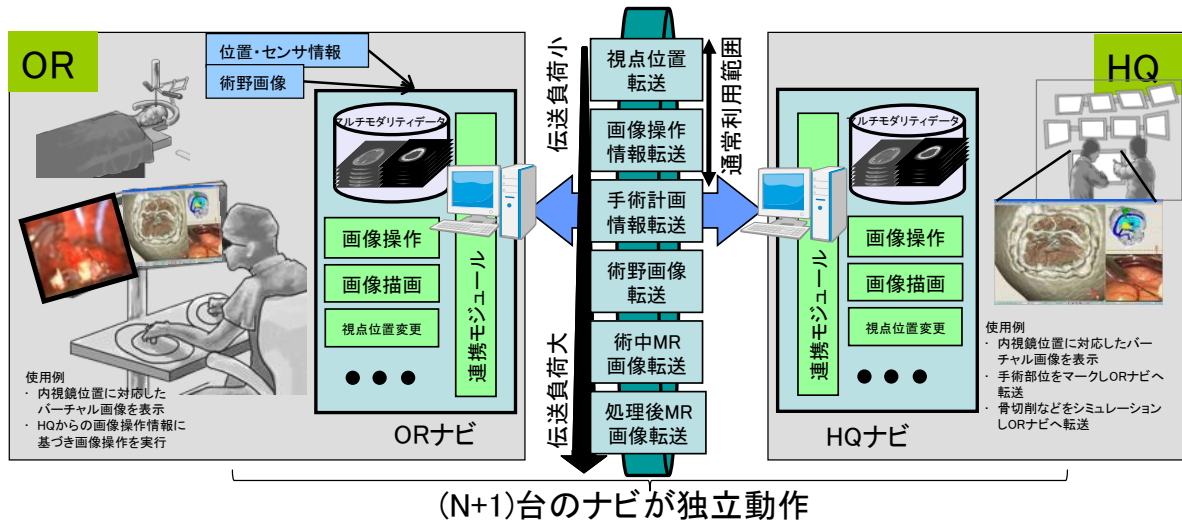 OR
位置・センサ情報
術野画像
マルチモダリティデータ
画像操作
画像描画
視点位置変更
●●●
連携モジュール
ORナビ
使用例
・ 内視鏡位置に対応した
バーチャル画像を表示
・ HQからの画像操作情報に
基づき画像操作を実行
伝送負荷小
伝送負荷大
視点位置
転送
画像操作
情報転送
手術計画
情報転送
術野画像
転送
術中MR
画像転送
処理後MR
画像転送
通常利用範囲
HQ
マルチモダリティデータ
連携モジュール
画像操作
画像描画
視点位置変更
●●●
HQナビ
使用例
・ 内視鏡位置に対応したバー
チャル画像を表示
・ 手術部位をマークしORナビへ
転送
・ 骨切削などをシミュレーション
しORナビへ転送
(N+1)台のナビが独立動作